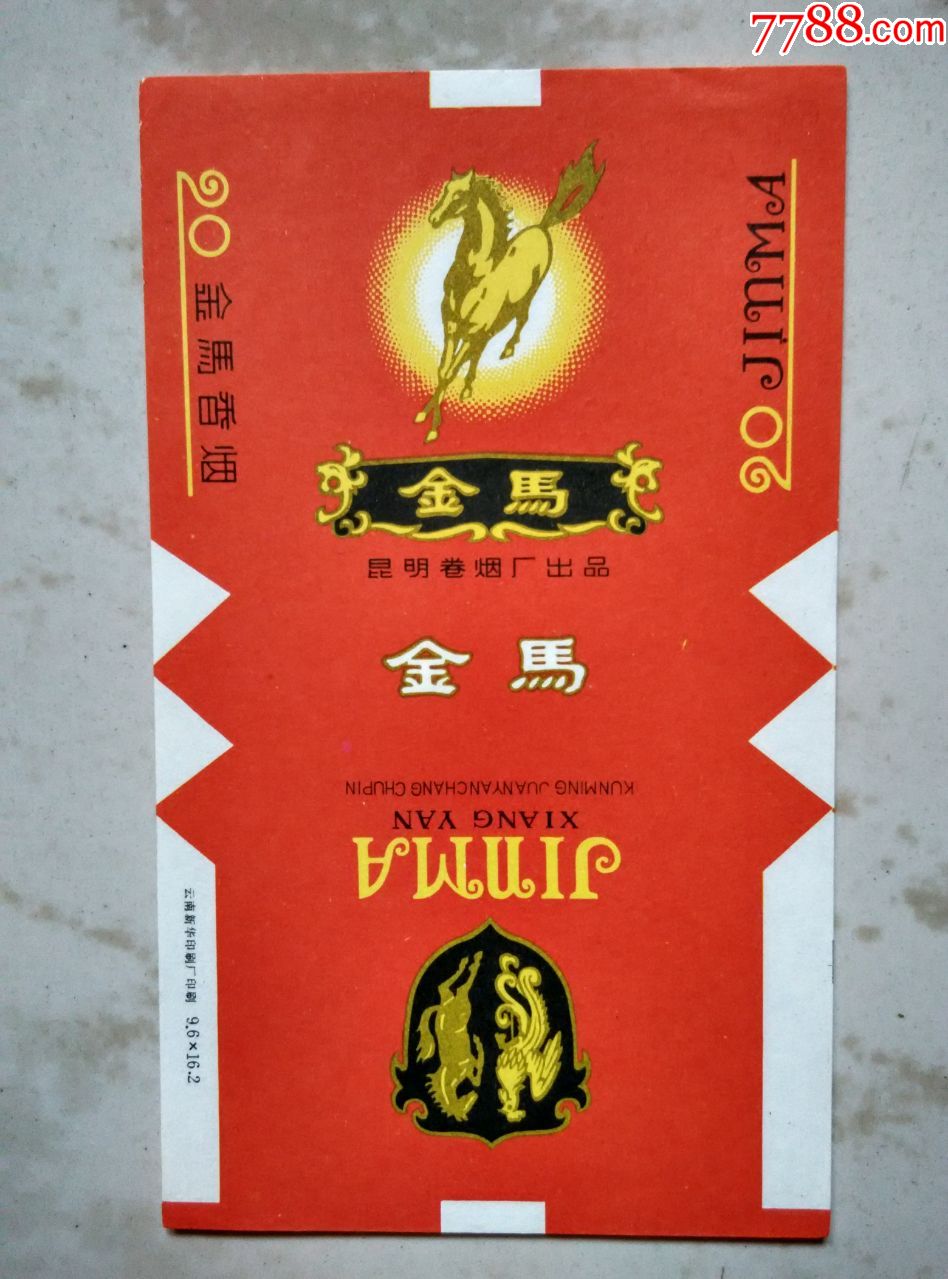 7788.com
20 金馬香烟
20 JINMA
金馬
昆明卷烟厂出品
金馬
KUNMING JUANYANCHANG CHUPIN
XIANG YAN
JINMA
云南新华印刷厂印刷 9.6×16.2